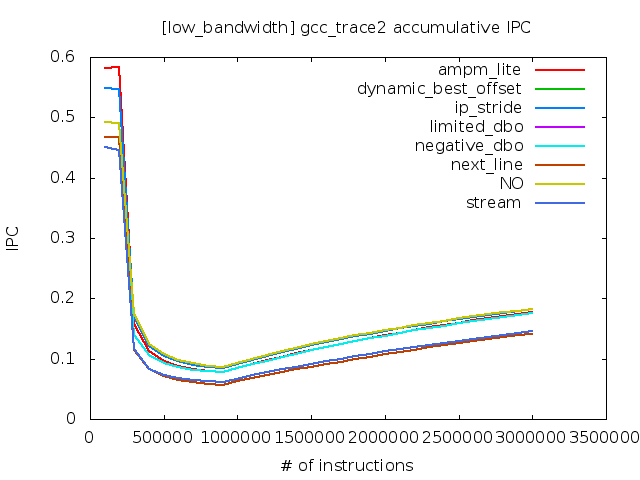 [low_bandwidth] gcc_trace2 accumulative IPC
0.6
0.5
0.4
0.3
0.2
0.1
0
IPC
ampm_lite
dynamic_best_offset
ip_stride
limited_dbo
negative_dbo
next_line
NO
stream
0 500000 1000000 1500000 2000000 2500000 3000000 3500000
# of instructions